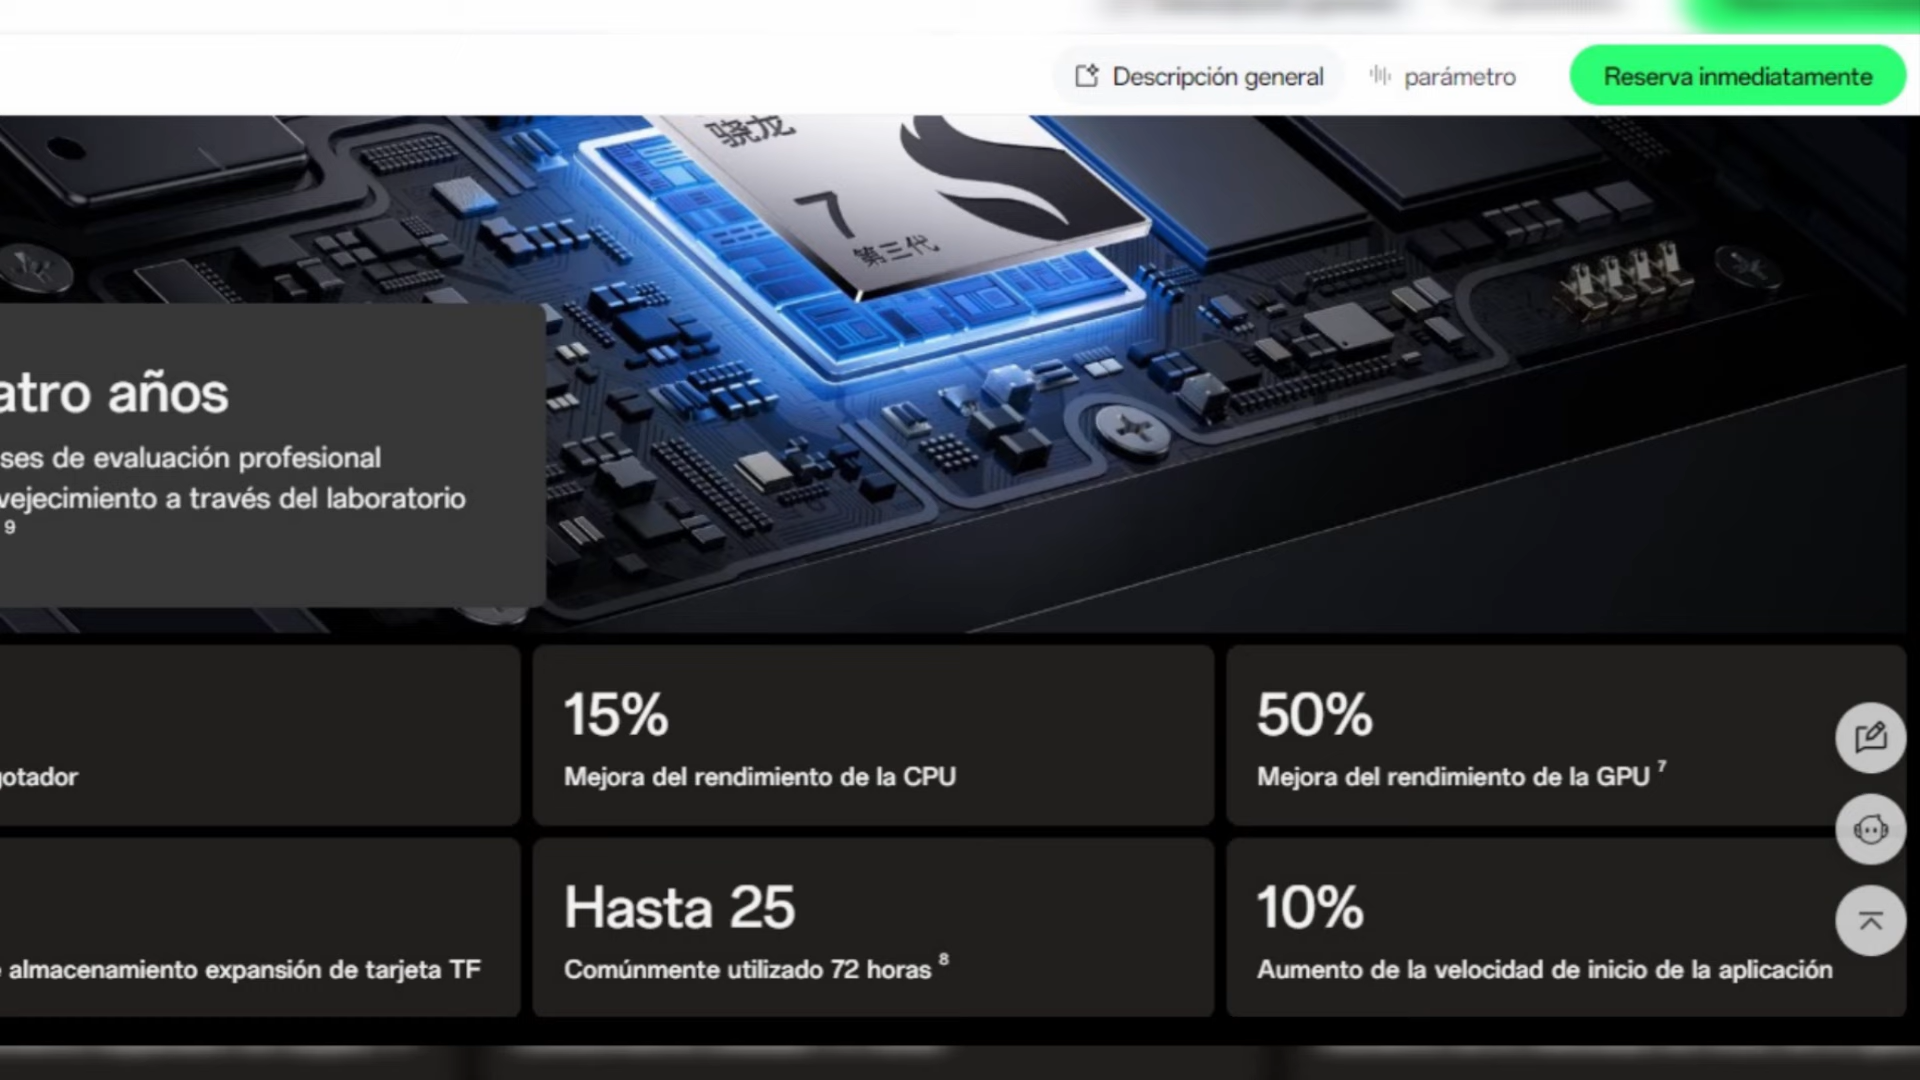 Descripción general
parámetro
Reserva inmediatamente
骁龙
7
第三代
atro años
ses de evaluación profesional
vejecimiento a través del laboratorio
9
15%
50%
gotador
Mejora del rendimiento de la CPU
Mejora del rendimiento de la GPU 7
Hasta 25
10%
almacenamiento expansión de tarjeta TF
Comúnmente utilizado 72 horas 8
Aumento de la velocidad de inicio de la aplicación